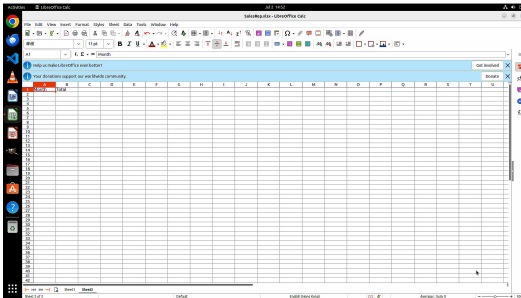 Activities LibreOffice Calc Jul 2 14:52
SalesRep.xlsx - LibreOffice Calc
File Edit View Insert Format Styles Sheet Data Tools Window Help
11 pt
A1 Month
Help us make LibreOffice even better! Get Involved
Your donations support our worldwide community. Donate
A B C D E F G H I J K L M N O P Q R S T U
1 Month Total
Sheet1 Sheet2
Sheet 2 of 2 Default English (Hong Kong) Average: ; Sum: 0